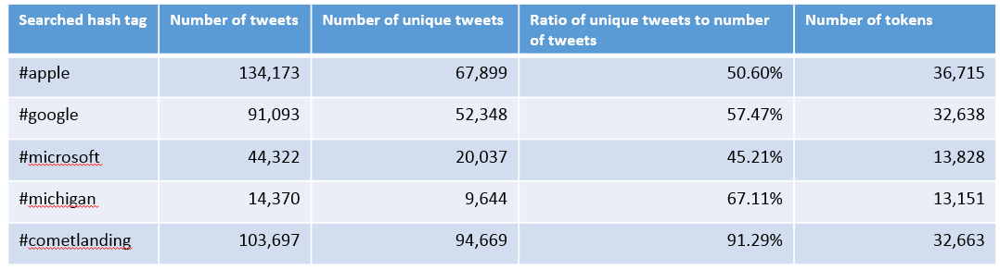 Searched hash tag Number of tweets Number of unique tweets Ratio of unique tweets to number
of tweets Number of tokens
#apple 134,173 67,899 50.60% 36,715
#google 91,093 52,348 57.47% 32,638
#microsoft 44,322 20,037 45.21% 13,828
#michigan 14,370 9,644 67.11% 13,151
#cometlanding 103,697 94,669 91.29% 32,663